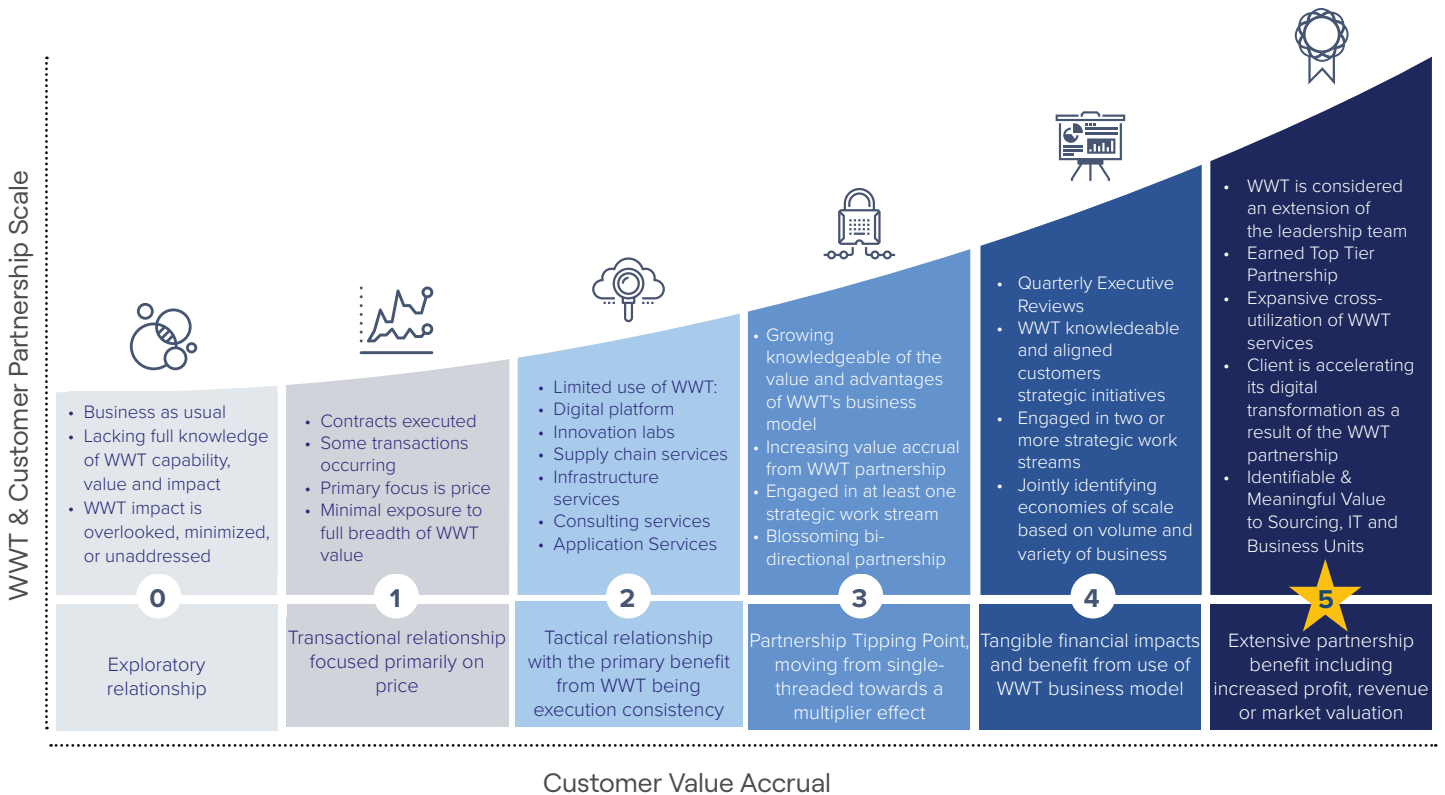 WWT & Customer Partnership Scale
• Business as usual
• Lacking full knowledge
of WWT capability,
value and impact
• WWT impact is
overlooked, minimized,
or unaddressed
0
Exploratory
relationship
• Contracts executed
• Some transactions
occurring
• Primary focus is price
• Minimal exposure to
full breadth of WWT
value
1
Transactional relationship
focused primarily on
price
• Limited use of WWT:
• Digital platform
• Innovation labs
• Supply chain services
• Infrastructure
services
• Consulting services
• Application Services
2
Tactical relationship
with the primary benefit
from WWT being
execution consistency
• Growing
knowledgeable of the
value and advantages
of WWT's business
model
• Increasing value accrual
from WWT partnership
• Engaged in at least one
strategic work stream
• Blossoming bi-
directional partnership
3
Partnership Tipping Point,
moving from single-
threaded towards a
multiplier effect
• Quarterly Executive
Reviews
• WWT knowledeable
and aligned
customers
strategic initiatives
• Engaged in two or
more strategic work
streams
• Jointly identifying
economies of scale
based on volume and
variety of business
4
Tangible financial impacts
and benefit from use of
WWT business model
• WWT is considered
an extension of
the leadership team
• Earned Top Tier
Partnership
• Expansive cross-
utilization of WWT
services
• Client is accelerating
its digital
transformation as a
result of the WWT
partnership
• Identifiable &
Meaningful Value
to Sourcing, IT and
Business Units
5
Extensive partnership
benefit including
increased profit, revenue
or market valuation
Customer Value Accrual